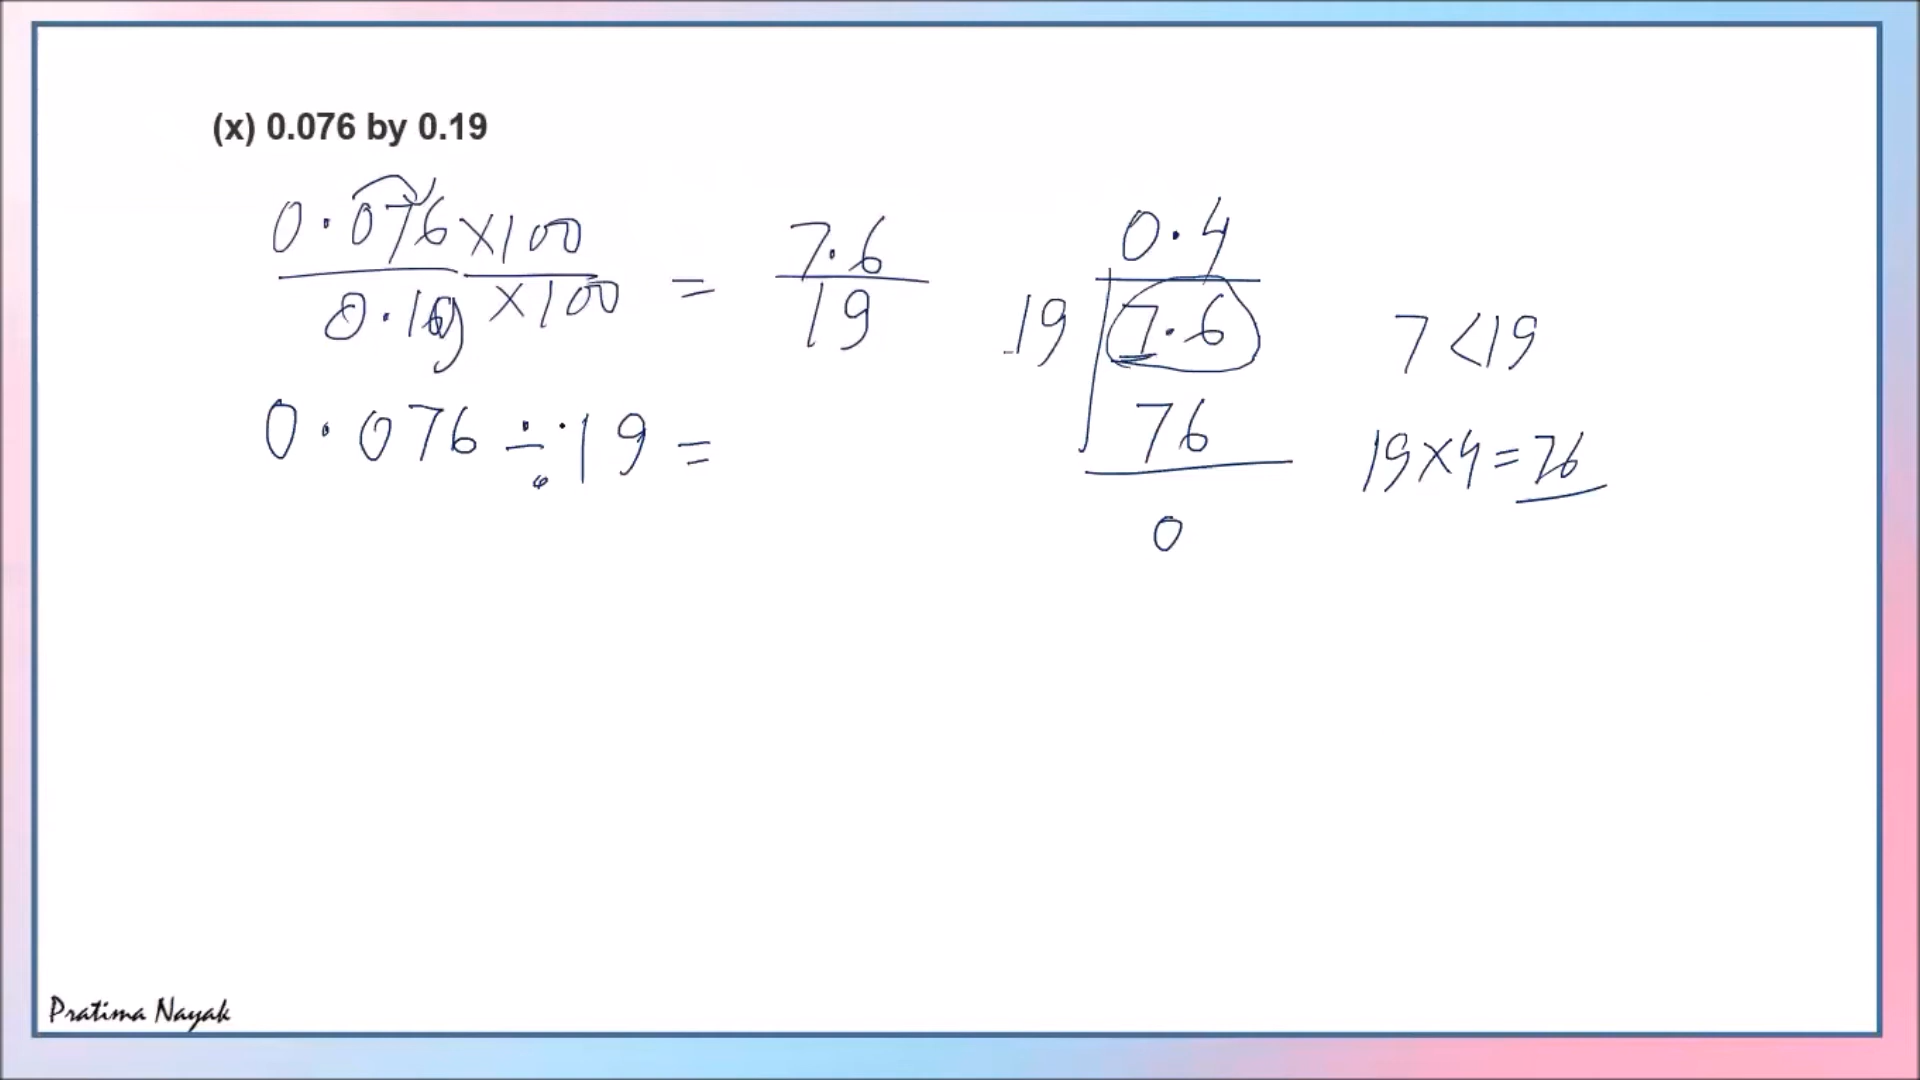 (x) 0.076 by 0.19
0.076 × 100
0.19 × 100
=
7.6
19
0.076 ÷ .19 =
0.4
19 7.6
76
0
7 < 19
19 × 4 = 76
Pratima Nayak